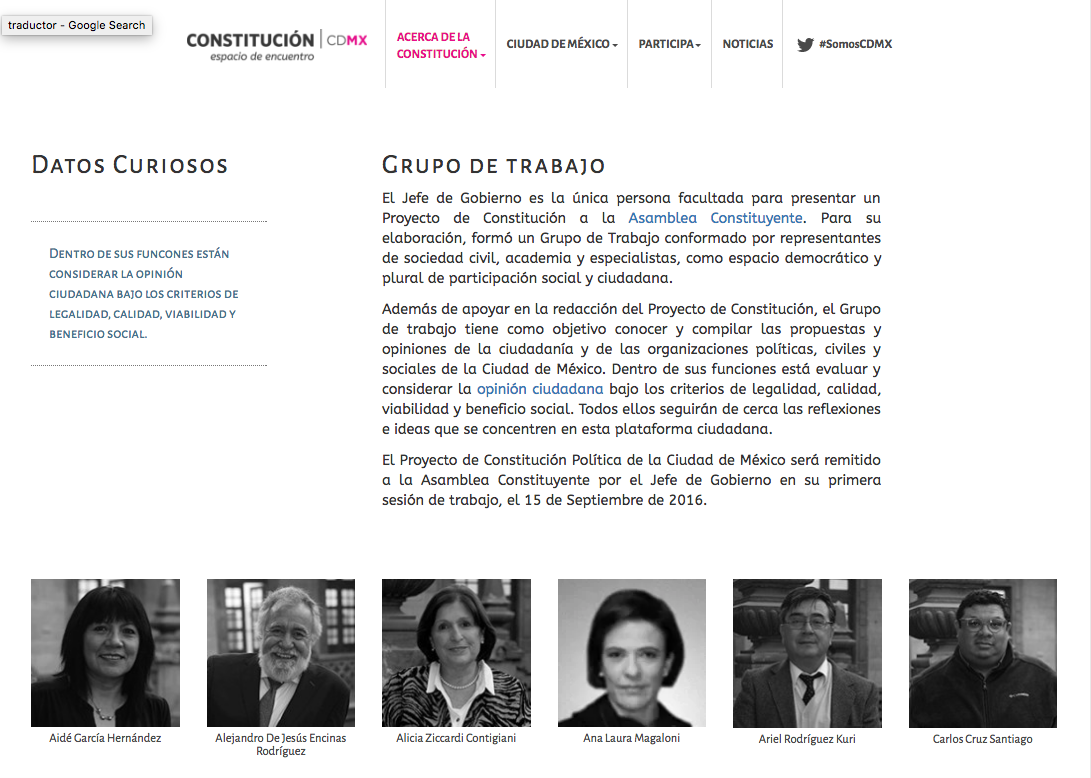 traductor - Google Search
CONSTITUCIÓN CDMX
espacio de encuentro
ACERCA DE LA
CONSTITUCIÓN
CIUDAD DE MÉXICO
PARTICIPA
NOTICIAS
#SomosCDMX
Datos Curiosos
Dentro de sus funcones están
considerar la opinión
ciudadana bajo los criterios de
legalidad, calidad, viabilidad y
beneficio social.
Grupo de trabajo
El Jefe de Gobierno es la única persona facultada para presentar un
Proyecto de Constitución a la Asamblea Constituyente. Para su
elaboración, formó un Grupo de Trabajo conformado por representantes
de sociedad civil, academia y especialistas, como espacio democrático y
plural de participación social y ciudadana.
Además de apoyar en la redacción del Proyecto de Constitución, el Grupo
de trabajo tiene como objetivo conocer y compilar las propuestas y
opiniones de la ciudadanía y de las organizaciones políticas, civiles y
sociales de la Ciudad de México. Dentro de sus funciones está evaluar y
considerar la opinión ciudadana bajo los criterios de legalidad, calidad,
viabilidad y beneficio social. Todos ellos seguirán de cerca las reflexiones
e ideas que se concentren en esta plataforma ciudadana.
El Proyecto de Constitución Política de la Ciudad de México será remitido
a la Asamblea Constituyente por el Jefe de Gobierno en su primera
sesión de trabajo, el 15 de Septiembre de 2016.
Aidé García Hernández
Alejandro De Jesús Encinas
Rodríguez
Alicia Ziccardi Contigiani
Ana Laura Magaloni
Ariel Rodríguez Kuri
Carlos Cruz Santiago